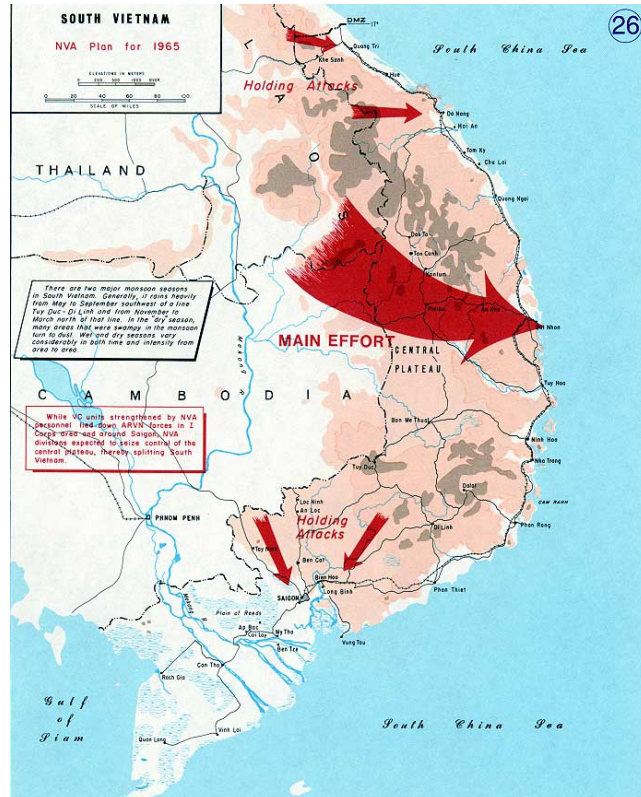 SOUTH VIETNAM
NVA Plan for 1965
ELEVATIONS IN METERS
SCALE OF MILES
26
DMZ
17°
Quang Tri
Khe Sanh
Hue
South China Sea
Holding Attacks
Da Nang
Hoi An
Tam Ky
Chu Lai
Quang Ngai
L A O S
THAILAND
Dak To
Tan Canh
Kontum
Pleiku
An Khe
Qui Nhon
There are two major monsoon seasons
in South Vietnam. Generally, it rains heavily
from May to September southwest of a line
Tuy Duc - Di Linh and from November to
March north of that line. In the dry season,
many areas that were swampy in the monsoon
turn to dust. Wet and dry seasons vary
considerably in both time and intensity from
area to area.
MAIN EFFORT
CENTRAL
PLATEAU
Mekong R
Tuy Hoa
CAMBODIA
While VC units strengthened by NVA
personnel tied down ARVN forces in I
Corps area and around Saigon, NVA
divisions expected to seize control of the
central plateau, thereby splitting South
Vietnam.
Ban Me Thuot
Ninh Hoa
Nha Trang
Tuy Duc
Dalat
CAM RANH
Loc Ninh
An Loc
PHNOM PENH
Holding
Attacks
Di Linh
Phan Rang
Tay Ninh
Ben Cat
Bien Hoa
Long Binh
SAIGON
Phan Thiet
Mekong
Plain of Reeds
Ap Bac
Cai Lay
My Tho
Ben Tre
Vung Tau
Can Tho
Rach Gia
Gulf
of
Siam
Quan Long
Vinh Loi
South China Sea